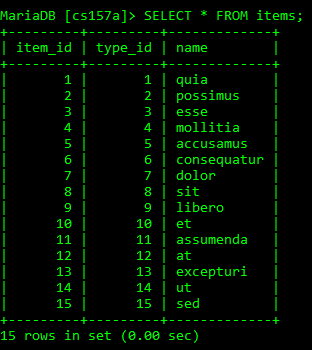 MariaDB [cs157a]> SELECT * FROM items;
+---------+---------+-------------+
| item_id | type_id | name        |
+---------+---------+-------------+
|       1 |       1 | quia        |
|       2 |       2 | possimus    |
|       3 |       3 | esse        |
|       4 |       4 | mollitia    |
|       5 |       5 | accusamus   |
|       6 |       6 | consequatur |
|       7 |       7 | dolor       |
|       8 |       8 | sit         |
|       9 |       9 | libero      |
|      10 |      10 | et          |
|      11 |      11 | assumenda   |
|      12 |      12 | at          |
|      13 |      13 | excepturi   |
|      14 |      14 | ut          |
|      15 |      15 | sed         |
+---------+---------+-------------+
15 rows in set (0.00 sec)